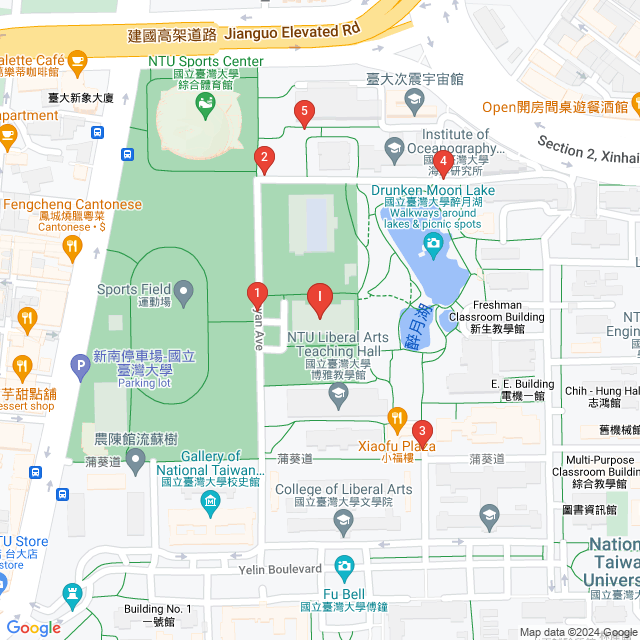 建國高架道路 Jianguo Elevated Rd
NTU Sports Center
國立臺灣大學
綜合體育館
alette Café
萬樂蒂咖啡館
臺大新象大廈
partment
臺大次震宇宙館
Open開房間桌遊餐酒館
5
2
4
Institute of
Oceanography...
國立臺灣大學
海
研究所
Section 2, Xinhai
Fengcheng Cantonese
鳳城燒臘粵菜
Cantonese • $
Drunken Moon Lake
國立臺灣大學醉月湖
Walkways around
lakes & picnic spots
Sports Field
運動場
1
I
yan Ave
醉月湖
Freshman
Classroom Building
新生教學館
NTU Liberal Arts
Teaching Hall
國立臺灣大學
博雅教學館
NT
Engine
新南停車場-國立
臺灣大學
Parking lot
芋甜點舖
essert shop
E. E. Building
電機一館
Chih - Hung Hall
志鴻館
舊機械館
農陳館流蘇樹
Xiaofu Plaza
小福樓
3
蒲葵道
蒲葵道
Gallery of
National Taiwan...
國立臺灣大學校史館
Multi-Purpose
Classroom Building
綜合教學館
College of Liberal Arts
國立臺灣大學文學院
圖書資訊館
TU Store
台大店
store
Yelin Boulevard
Fu Bell
國立臺灣大學傅鐘
Nation
Taiwa
Univers
國立臺灣大
Building No. 1
一號館
Google
Map data ©2024 Google